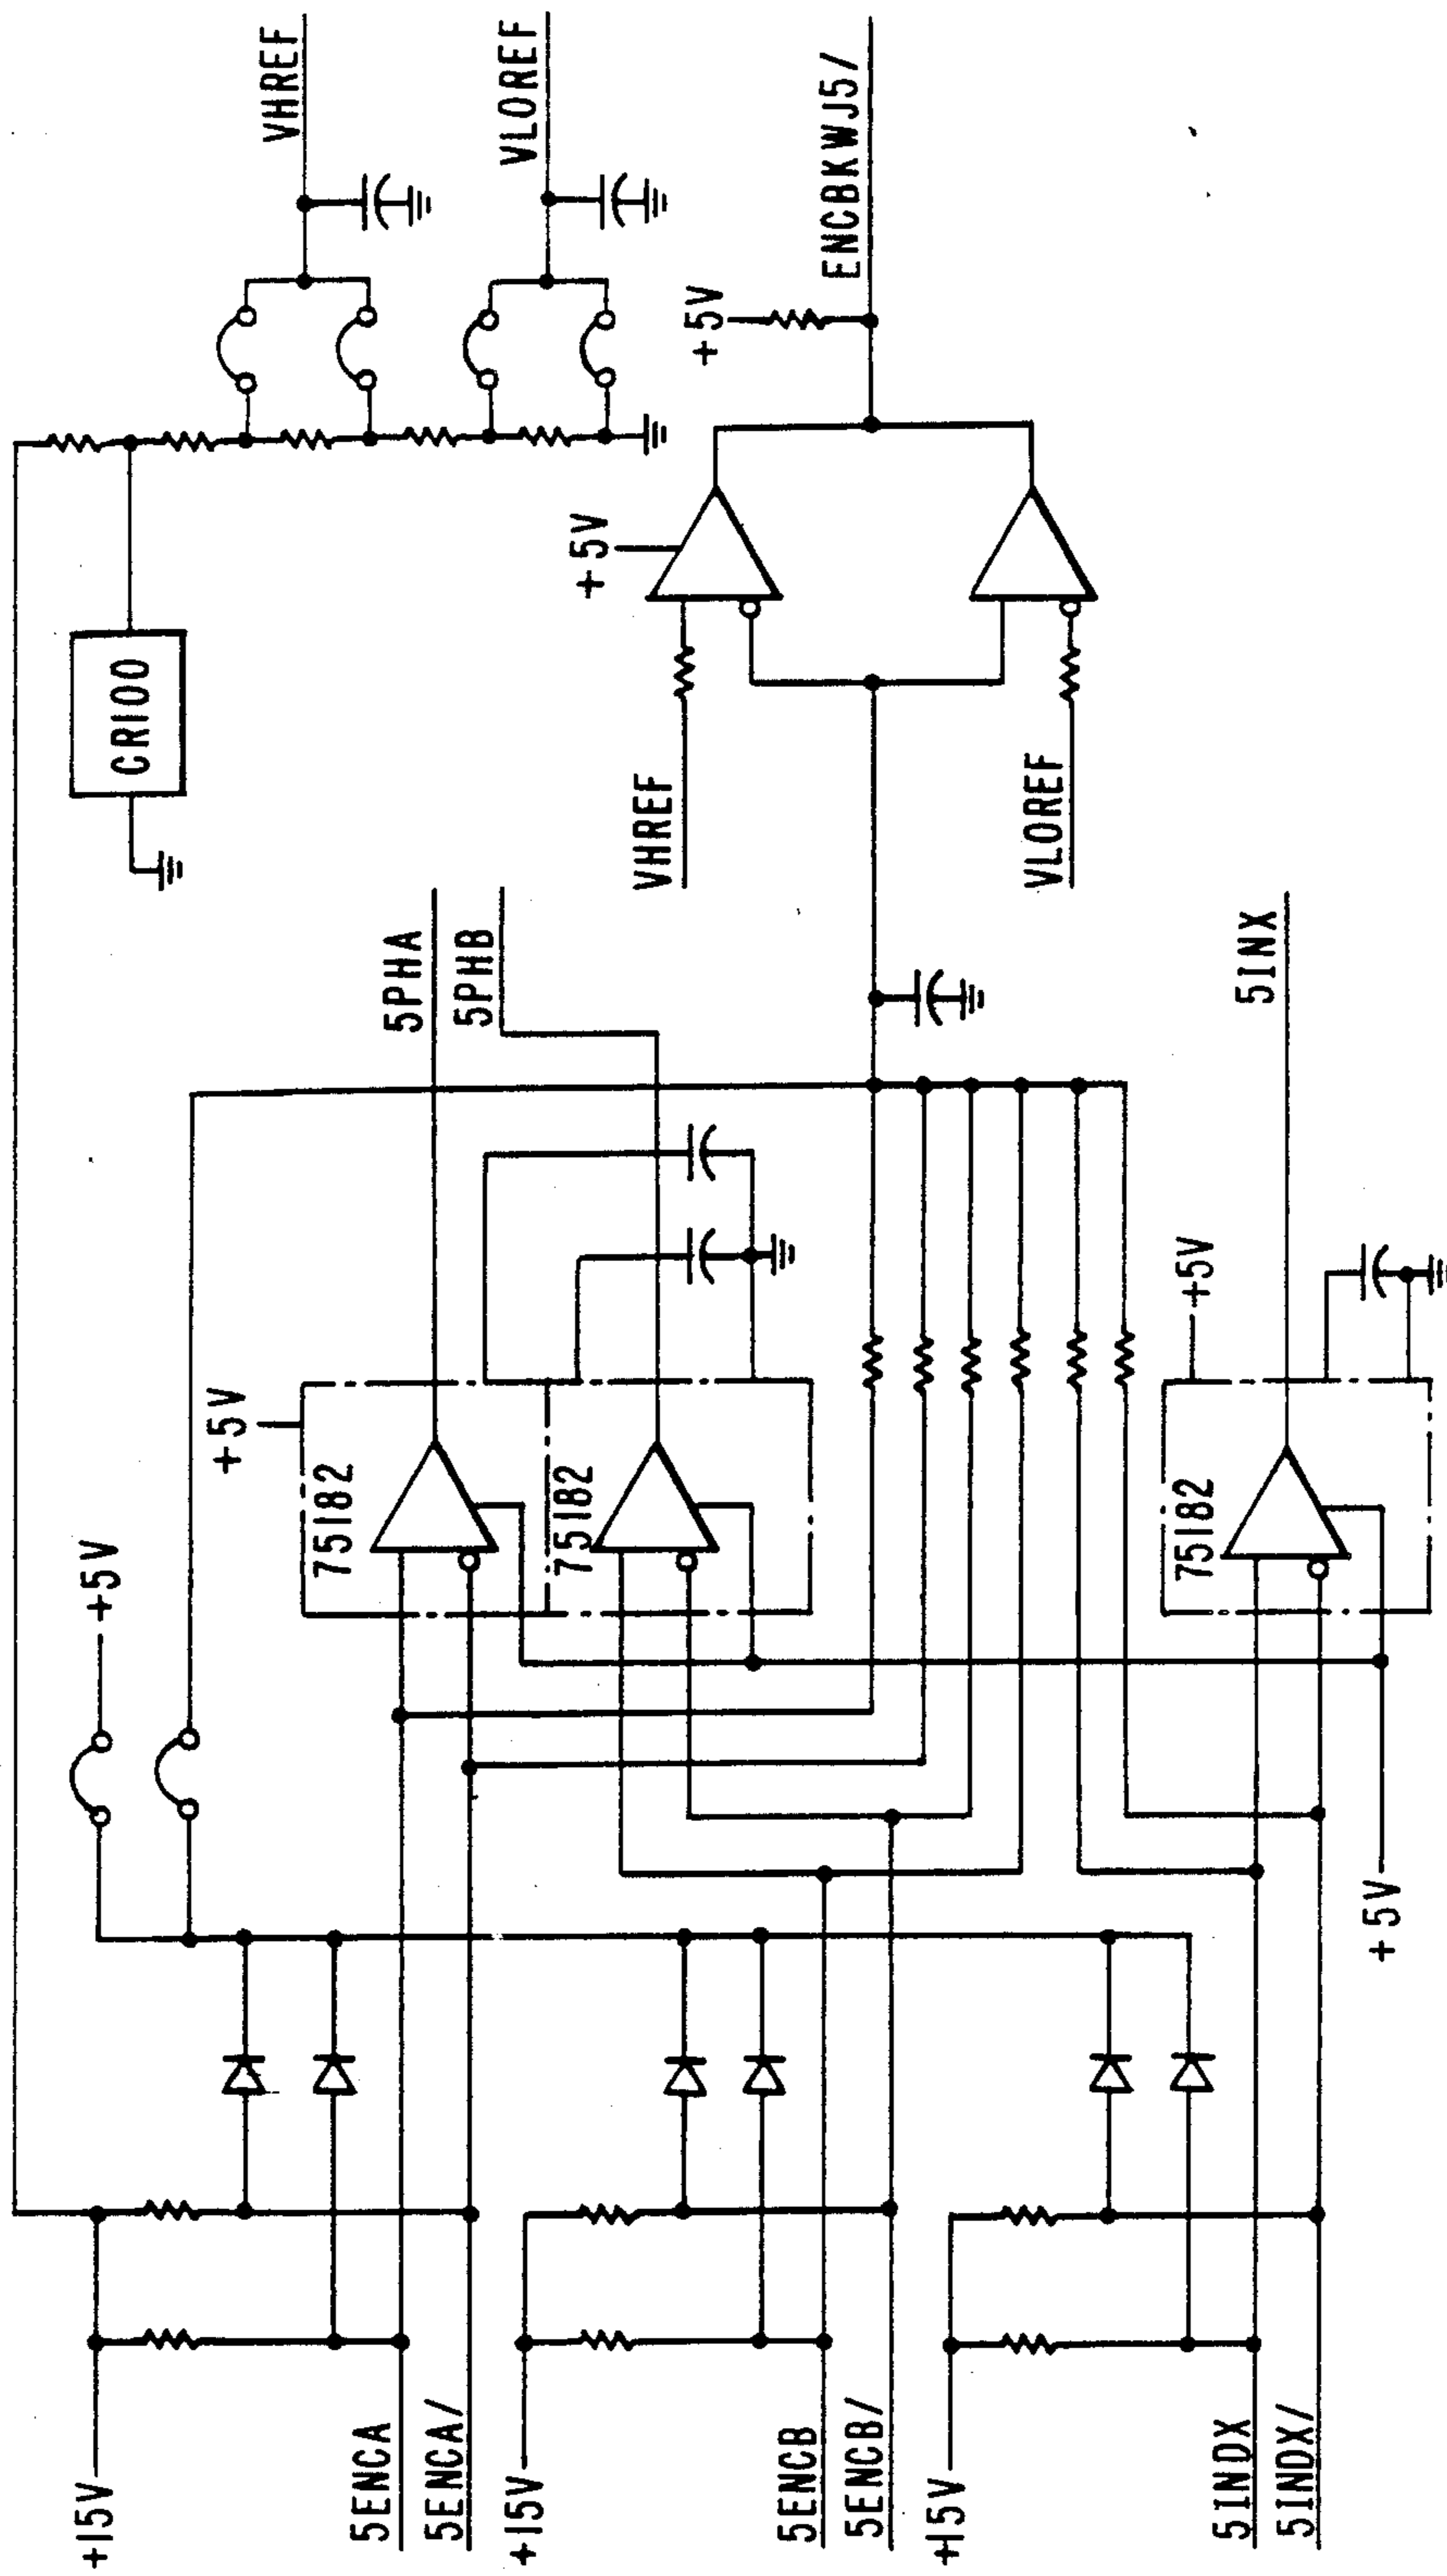 +15V
5ENCA
5ENCA/
+15V
5ENCB
5ENCB/
+15V
5INDX
5INDX/
+5V
+5V
75182
75182
+5V
75182
+5V
5PHA
5PHB
5INX
CR100
VHREF
VLOREF
+5V
+5V
VHREF
VLOREF
ENCBKWJ5/